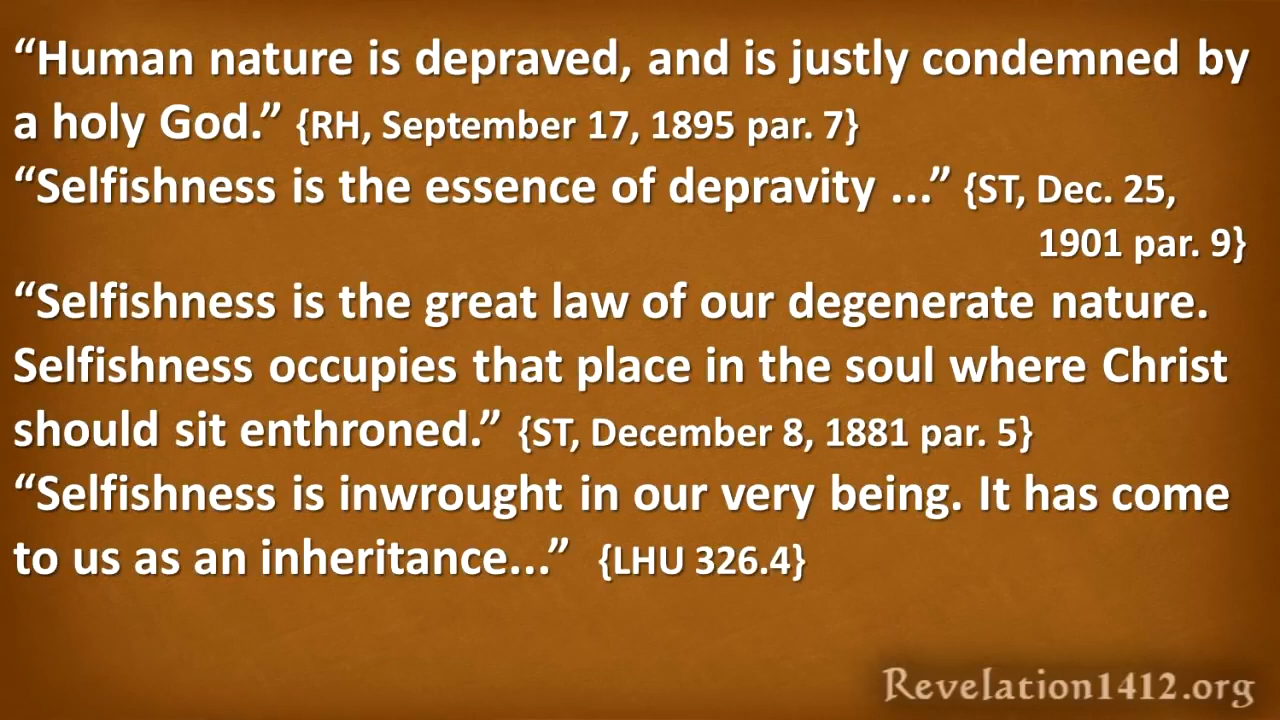 “Human nature is depraved, and is justly condemned by
a holy God.” {RH, September 17, 1895 par. 7}
“Selfishness is the essence of depravity ...” {ST, Dec. 25,
1901 par. 9}
“Selfishness is the great law of our degenerate nature.
Selfishness occupies that place in the soul where Christ
should sit enthroned.” {ST, December 8, 1881 par. 5}
“Selfishness is inwrought in our very being. It has come
to us as an inheritance...” {LHU 326.4}
Revelation1412.org